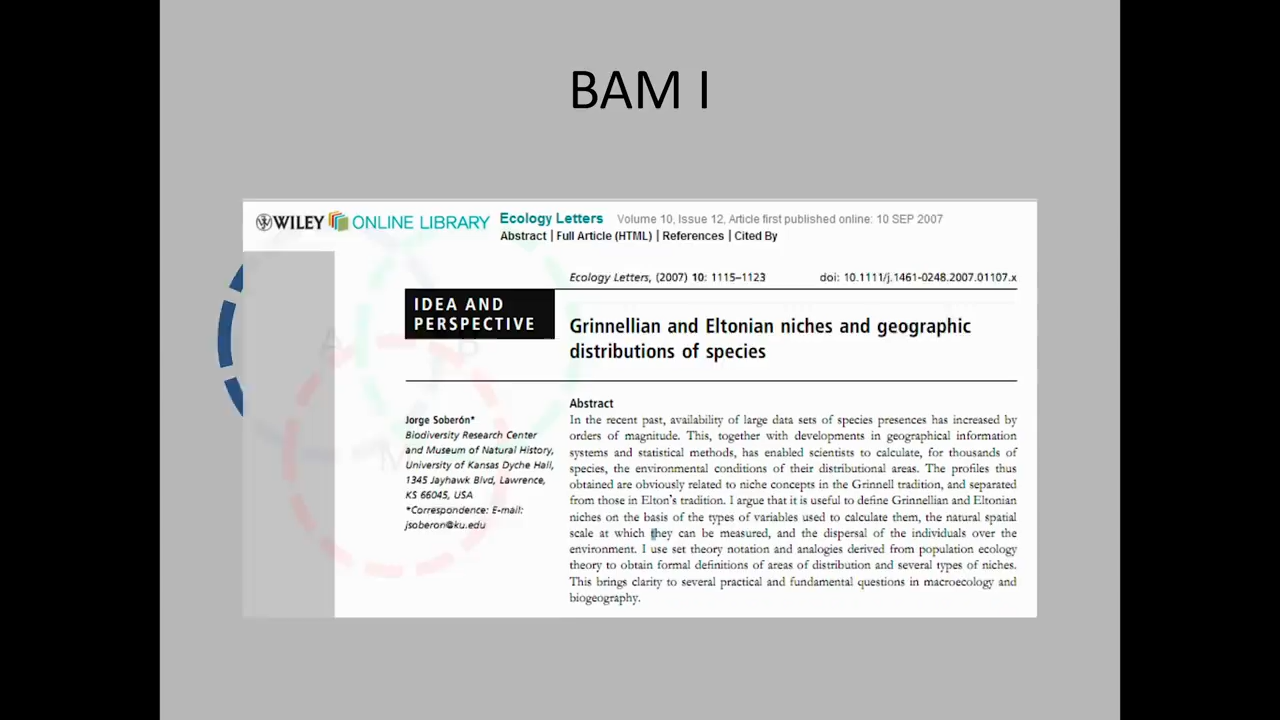 BAM I
WILEY ONLINE LIBRARY Ecology Letters Volume 10, Issue 12, Article first published online: 10 SEP 2007
Abstract | Full Article (HTML) | References | Cited By
Ecology Letters, (2007) 10: 1115–1123 doi: 10.1111/j.1461-0248.2007.01107.x
IDEA AND
PERSPECTIVE
Grinnellian and Eltonian niches and geographic
distributions of species
Jorge Soberón*
Biodiversity Research Center
and Museum of Natural History,
University of Kansas Dyche Hall,
1345 Jayhawk Blvd, Lawrence,
KS 66045, USA
*Correspondence: E-mail:
jsoberon@ku.edu
Abstract
In the recent past, availability of large data sets of species presences has increased by
orders of magnitude. This, together with developments in geographical information
systems and statistical methods, has enabled scientists to calculate, for thousands of
species, the environmental conditions of their distributional areas. The profiles thus
obtained are obviously related to niche concepts in the Grinnell tradition, and separated
from those in Elton's tradition. I argue that it is useful to define Grinnellian and Eltonian
niches on the basis of the types of variables used to calculate them, the natural spatial
scale at which they can be measured, and the dispersal of the individuals over the
environment. I use set theory notation and analogies derived from population ecology
theory to obtain formal definitions of areas of distribution and several types of niches.
This brings clarity to several practical and fundamental questions in macroecology and
biogeography.
A
B
M